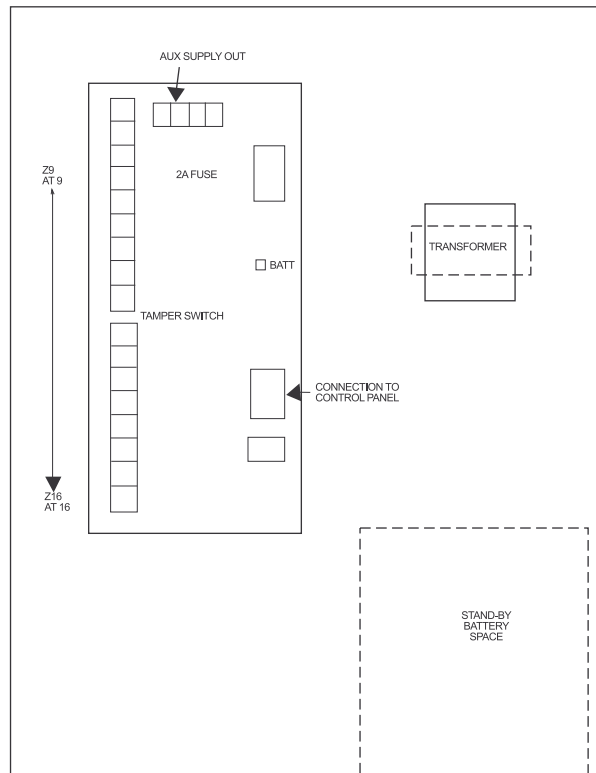 AUX SUPPLY OUT
Z9
AT 9
2A FUSE
TRANSFORMER
BATT
TAMPER SWITCH
CONNECTION TO
CONTROL PANEL
Z16
AT 16
STAND-BY
BATTERY
SPACE